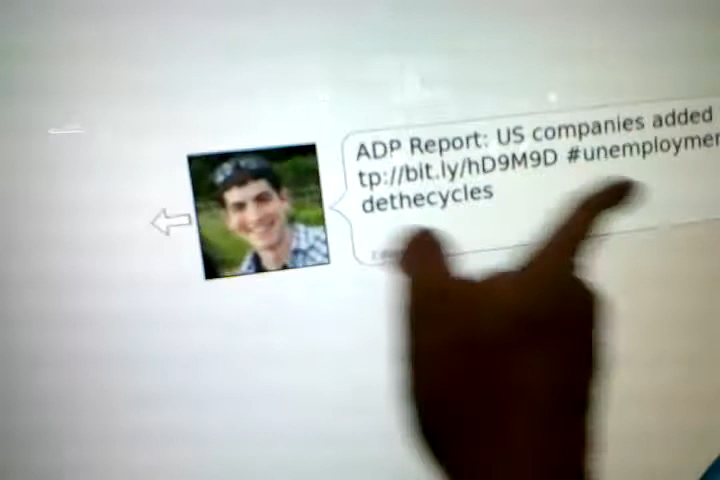 ADP Report: US companies added
tp://bit.ly/hD9M9D #unemploymen
dethecycles